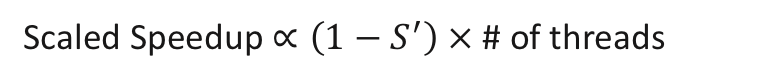 Scaled Speedup ∝ (1 − S′) × # of threads